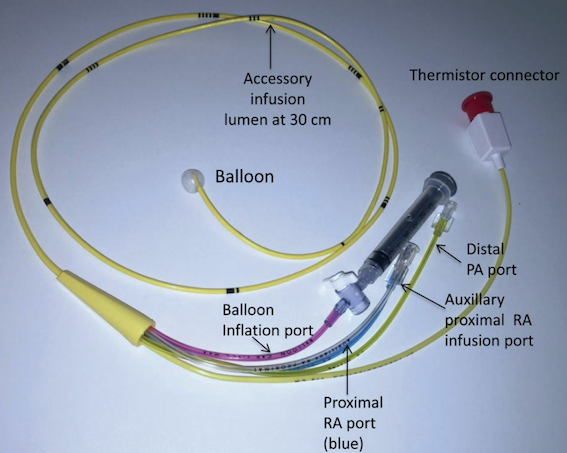 Accessory
infusion
lumen at 30 cm
Thermistor connector
Balloon
Distal
PA port
Auxillary
proximal RA
infusion port
Balloon
Inflation port
Proximal
RA port
(blue)